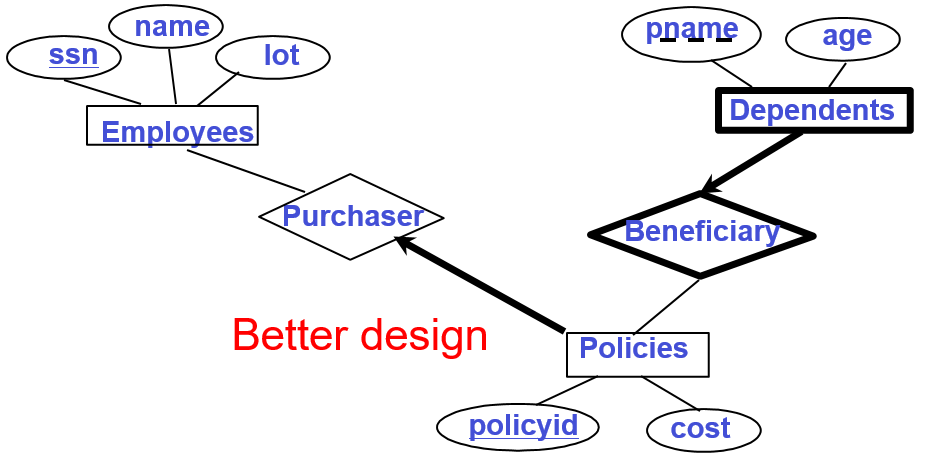 name
pname
ssn
lot
age
Employees
Dependents
Purchaser
Beneficiary
Better design
Policies
policyid
cost